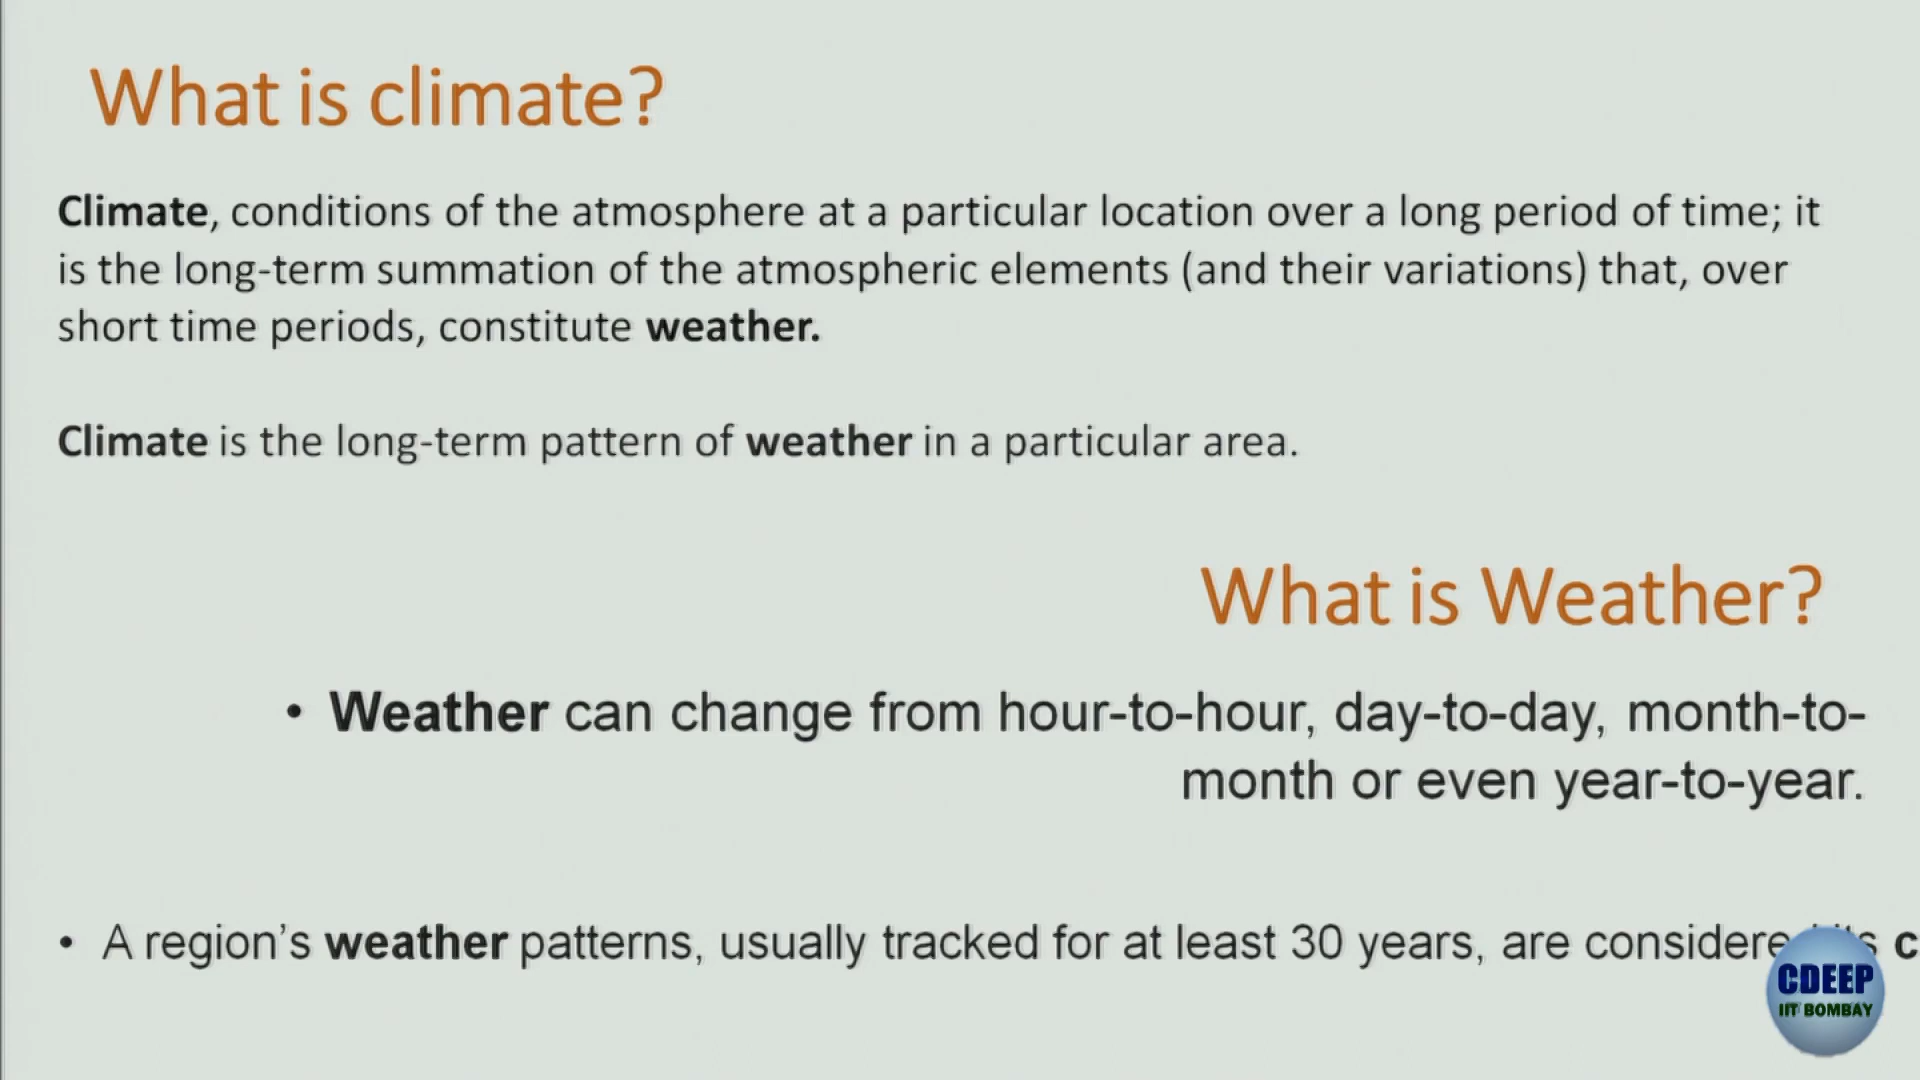 What is climate?
Climate, conditions of the atmosphere at a particular location over a long period of time; it
is the long-term summation of the atmospheric elements (and their variations) that, over
short time periods, constitute weather.
Climate is the long-term pattern of weather in a particular area.
What is Weather?
• Weather can change from hour-to-hour, day-to-day, month-to-
month or even year-to-year.
• A region's weather patterns, usually tracked for at least 30 years, are
CDEEP
IIT BOMBAY